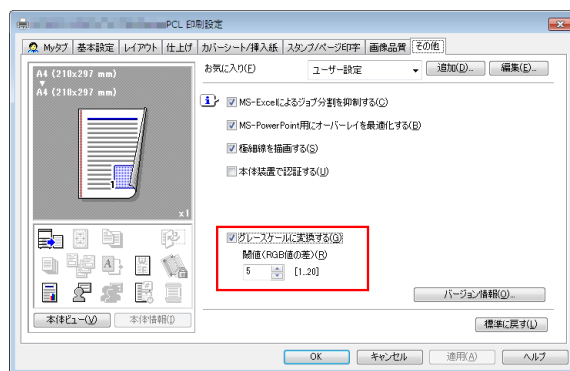 PCL 印刷設定
Myタブ 基本設定 レイアウト 仕上げ カバーシート/挿入紙 スタンプ/ページ印字 画像品質 その他
A4 (210x297 mm)
A4 (210x297 mm)
1
x1
お気に入り(F) ユーザー設定 追加(D)... 編集(E)...
MS-Excelによるジョブ分割を抑制する(C)
MS-PowerPoint用にオーバーレイを最適化する(B)
極細線を描画する(S)
本体装置で認証する(U)
グレースケールに変換する(G)
閾値(RGB値の差)(R)
5 [1..20]
バージョン情報(O)...
本体ビュー(V) 本体情報(I)
標準に戻す(L)
OK キャンセル 適用(A) ヘルプ